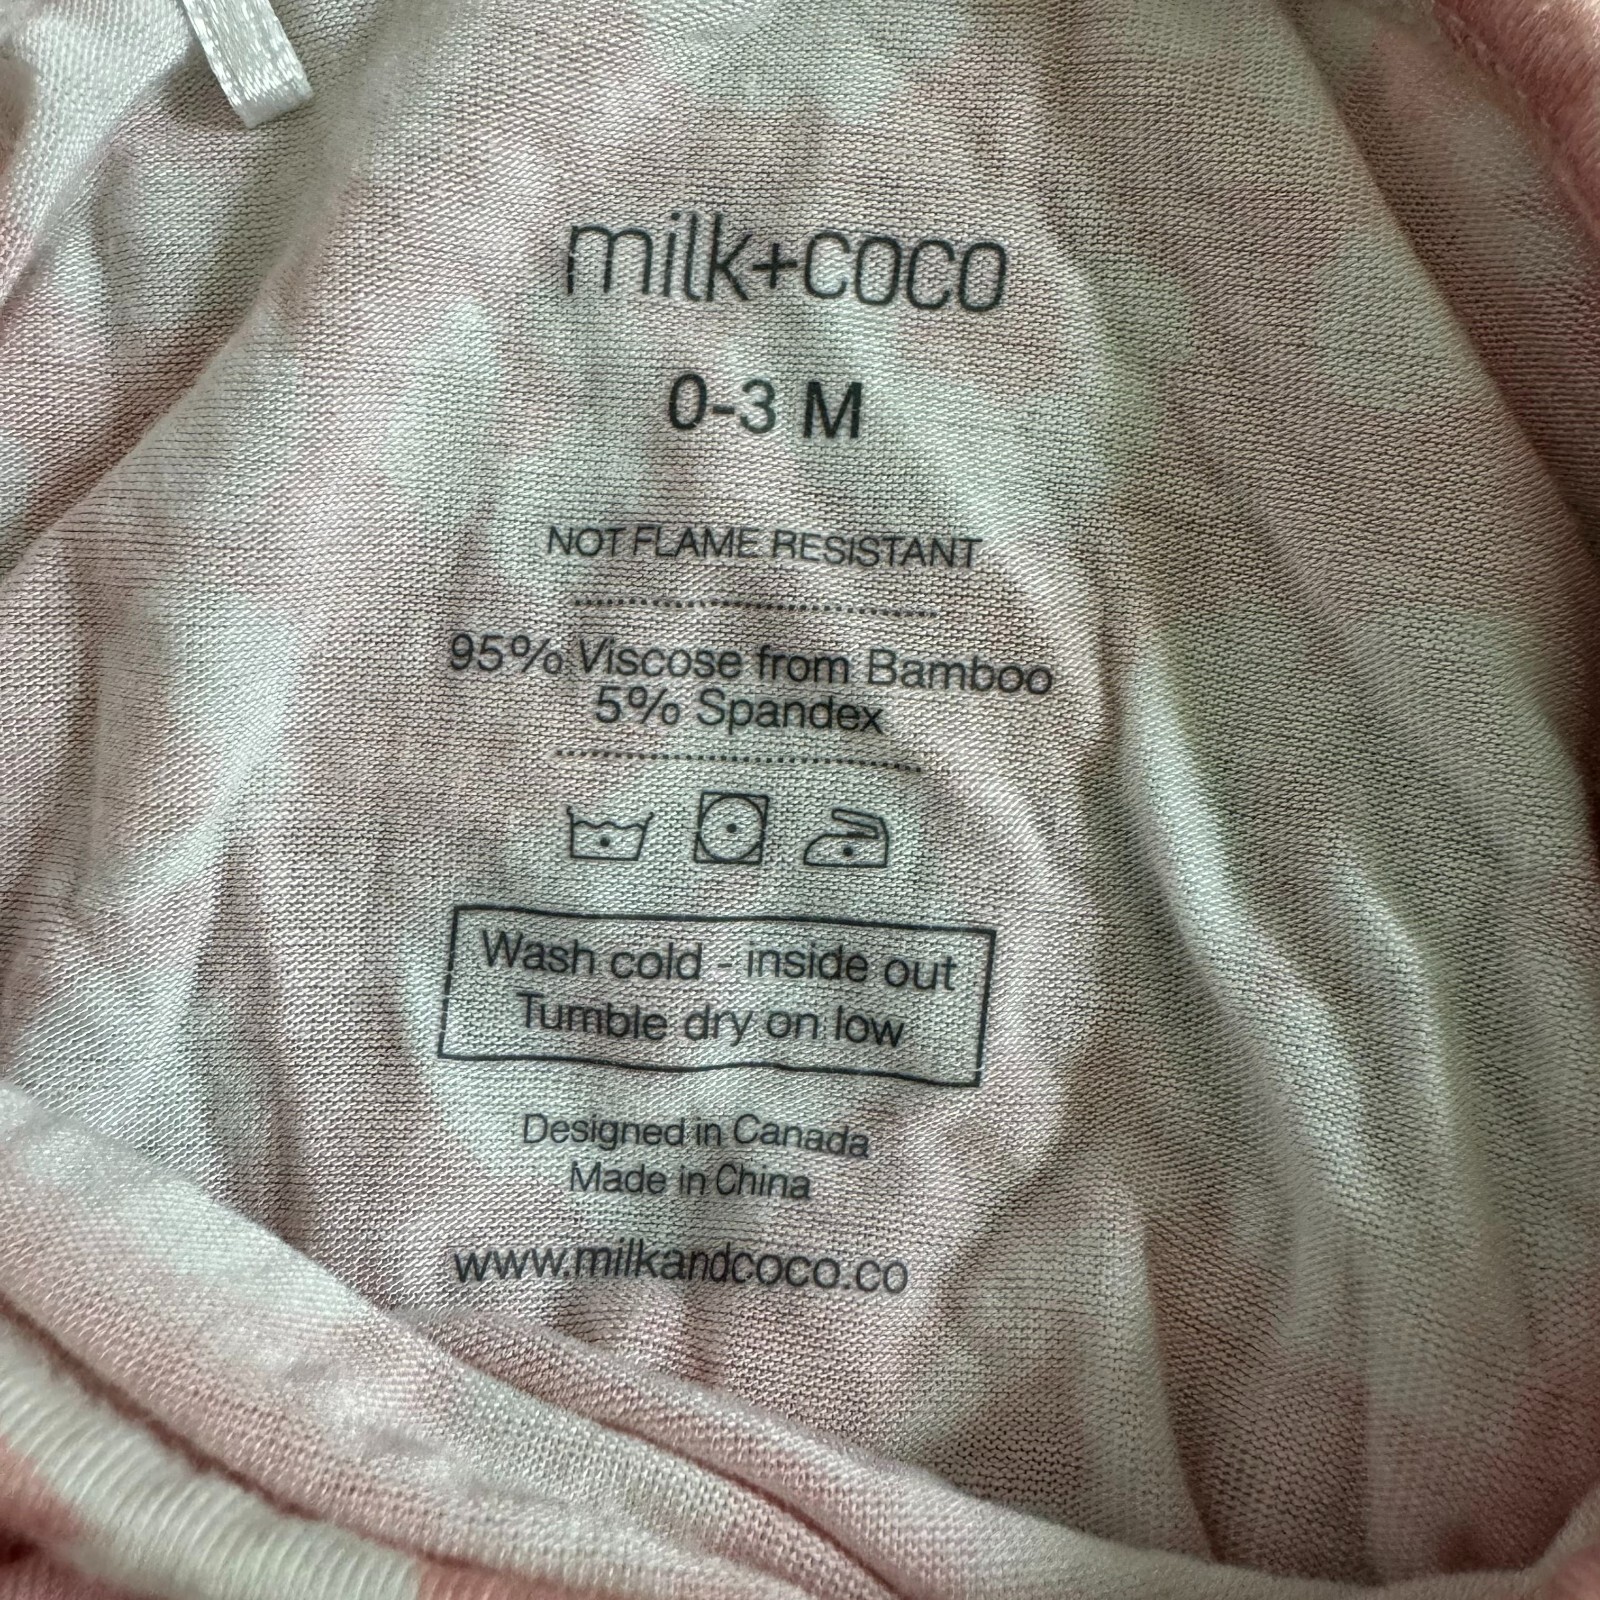 milk+coco
0-3 M
NOT FLAME RESISTANT
95% Viscose from Bamboo
5% Spandex
Wash cold - inside out
Tumble dry on low
Designed in Canada
Made in China
www.milkandcoco.co